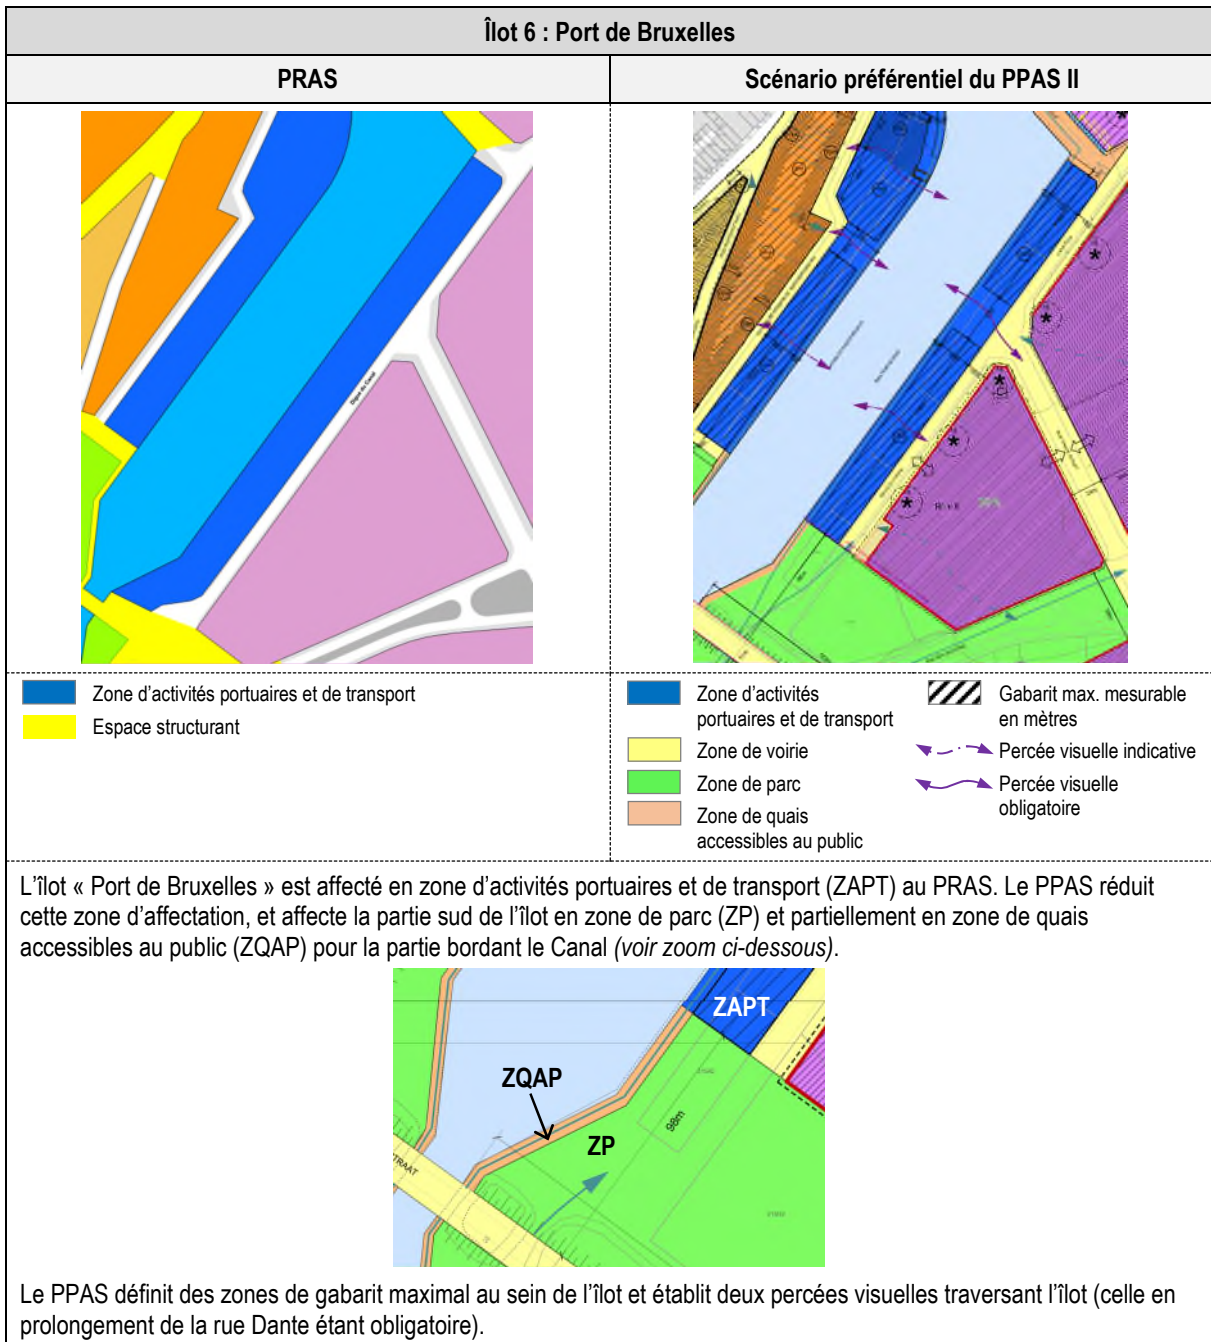 Îlot 6 : Port de Bruxelles
PRAS
Scénario préférentiel du PPAS II
Digue du Canal
Zone d'activités portuaires et de transport
Espace structurant
Zone d'activités
portuaires et de transport
Zone de voirie
Zone de parc
Zone de quais
accessibles au public
Gabarit max. mesurable
en mètres
Percée visuelle indicative
Percée visuelle
obligatoire
L'îlot « Port de Bruxelles » est affecté en zone d'activités portuaires et de transport (ZAPT) au PRAS. Le PPAS réduit
cette zone d'affectation, et affecte la partie sud de l'îlot en zone de parc (ZP) et partiellement en zone de quais
accessibles au public (ZQAP) pour la partie bordant le Canal (voir zoom ci-dessous).
ZAPT
ZQAP
98m
ZP
TRAAT
Le PPAS définit des zones de gabarit maximal au sein de l'îlot et établit deux percées visuelles traversant l'îlot (celle en
prolongement de la rue Dante étant obligatoire).